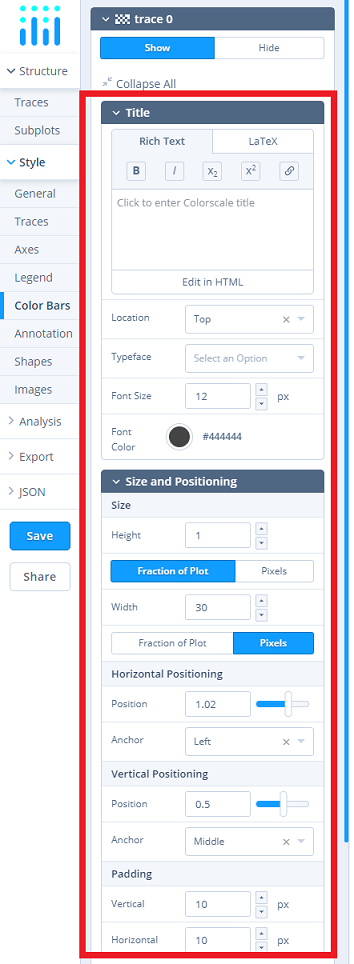 trace 0
Structure
Show
Hide
Collapse All
Traces
Title
Subplots
Rich Text
LaTeX
Style
B
I
x2
x2
General
Click to enter Colorscale title
Traces
Axes
Legend
Edit in HTML
Color Bars
Location
Top
Annotation
Typeface
Select an Option
Shapes
Images
Font Size
12
px
Analysis
Font
Color
#444444
Export
Size and Positioning
JSON
Size
Save
Height
1
Share
Fraction of Plot
Pixels
Width
30
Fraction of Plot
Pixels
Horizontal Positioning
Position
1.02
Anchor
Left
Vertical Positioning
Position
0.5
Anchor
Middle
Padding
Vertical
10
px
Horizontal
10
px